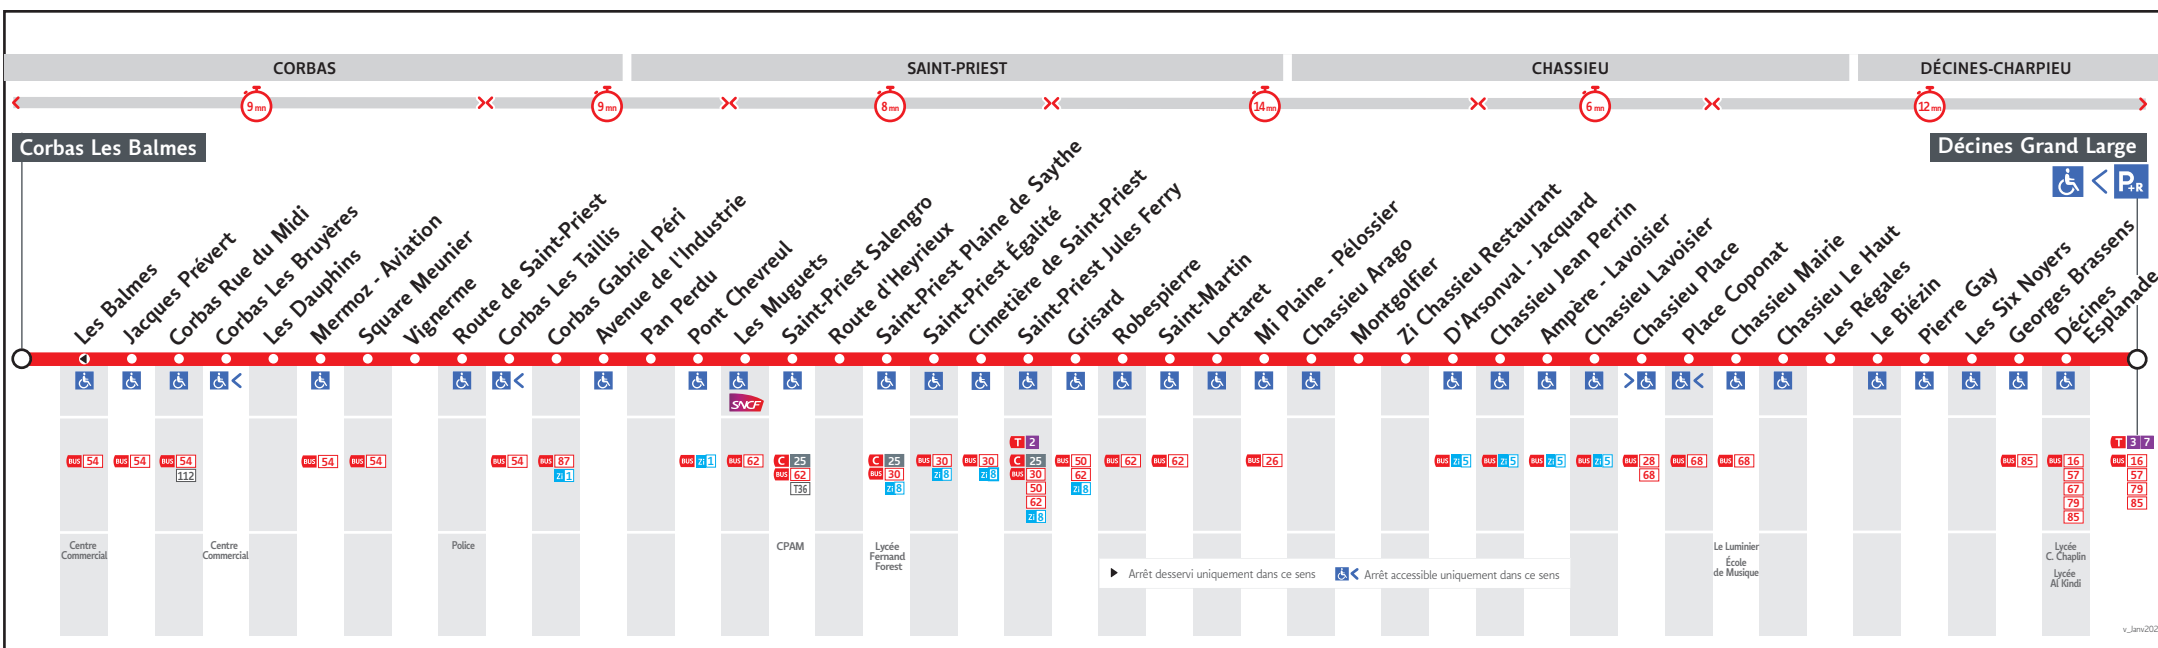 CORBAS
SAINT-PRIEST
CHASSIEU
DÉCINES-CHARPIEU
9 mn
9 mn
8 mn
14 mn
6 mn
12 mn
Corbas Les Balmes
Décines Grand Large
P+R
Les Balmes
Jacques Prévert
Corbas Rue du Midi
Corbas Les Bruyères
Les Dauphins
Mermoz - Aviation
Square Meunier
Vignerme
Route de Saint-Priest
Corbas Les Taillis
Corbas Gabriel Péri
Avenue de l'Industrie
Pan Perdu
Pont Chevreul
Les Muguets
Saint-Priest Salengro
Route d'Heyrieux
Saint-Priest Plaine de Saythe
Saint-Priest Égalité
Cimetière de Saint-Priest
Saint-Priest Jules Ferry
Grisard
Robespierre
Saint-Martin
Lortaret
Mi Plaine - Pélossier
Chassieu Arago
Montgolfier
Zi Chassieu Restaurant
D'Arsonval - Jacquard
Chassieu Jean Perrin
Ampère - Lavoisier
Chassieu Lavoisier
Chassieu Place
Place Coponat
Chassieu Mairie
Chassieu Le Haut
Les Régales
Le Biézin
Pierre Gay
Les Six Noyers
Georges Brassens
Décines
Esplanade
SNCF
BUS 54
BUS 54
BUS 54
112
BUS 54
BUS 54
BUS 54
BUS 87
Zi 1
BUS Zi 1
BUS 62
C 25
BUS 62
T36
C 25
BUS 30
Zi 8
BUS 30
Zi 8
BUS 30
Zi 8
T 2
C 25
BUS 30
50
62
Zi 8
BUS 50
62
Zi 8
BUS 62
BUS 62
BUS 26
BUS Zi 5
BUS Zi 5
BUS Zi 5
BUS Zi 5
BUS 28
68
BUS 68
BUS 68
BUS 85
BUS 16
57
67
79
85
T 3 7
BUS 16
57
79
85
Centre
Commercial
Centre
Commercial
Police
CPAM
Lycée
Fernand
Forest
Le Luminier
École
de Musique
Lycée
C. Chaplin
Lycée
Al Kindi
Arrêt desservi uniquement dans ce sens
Arrêt accessible uniquement dans ce sens
v_Janv202